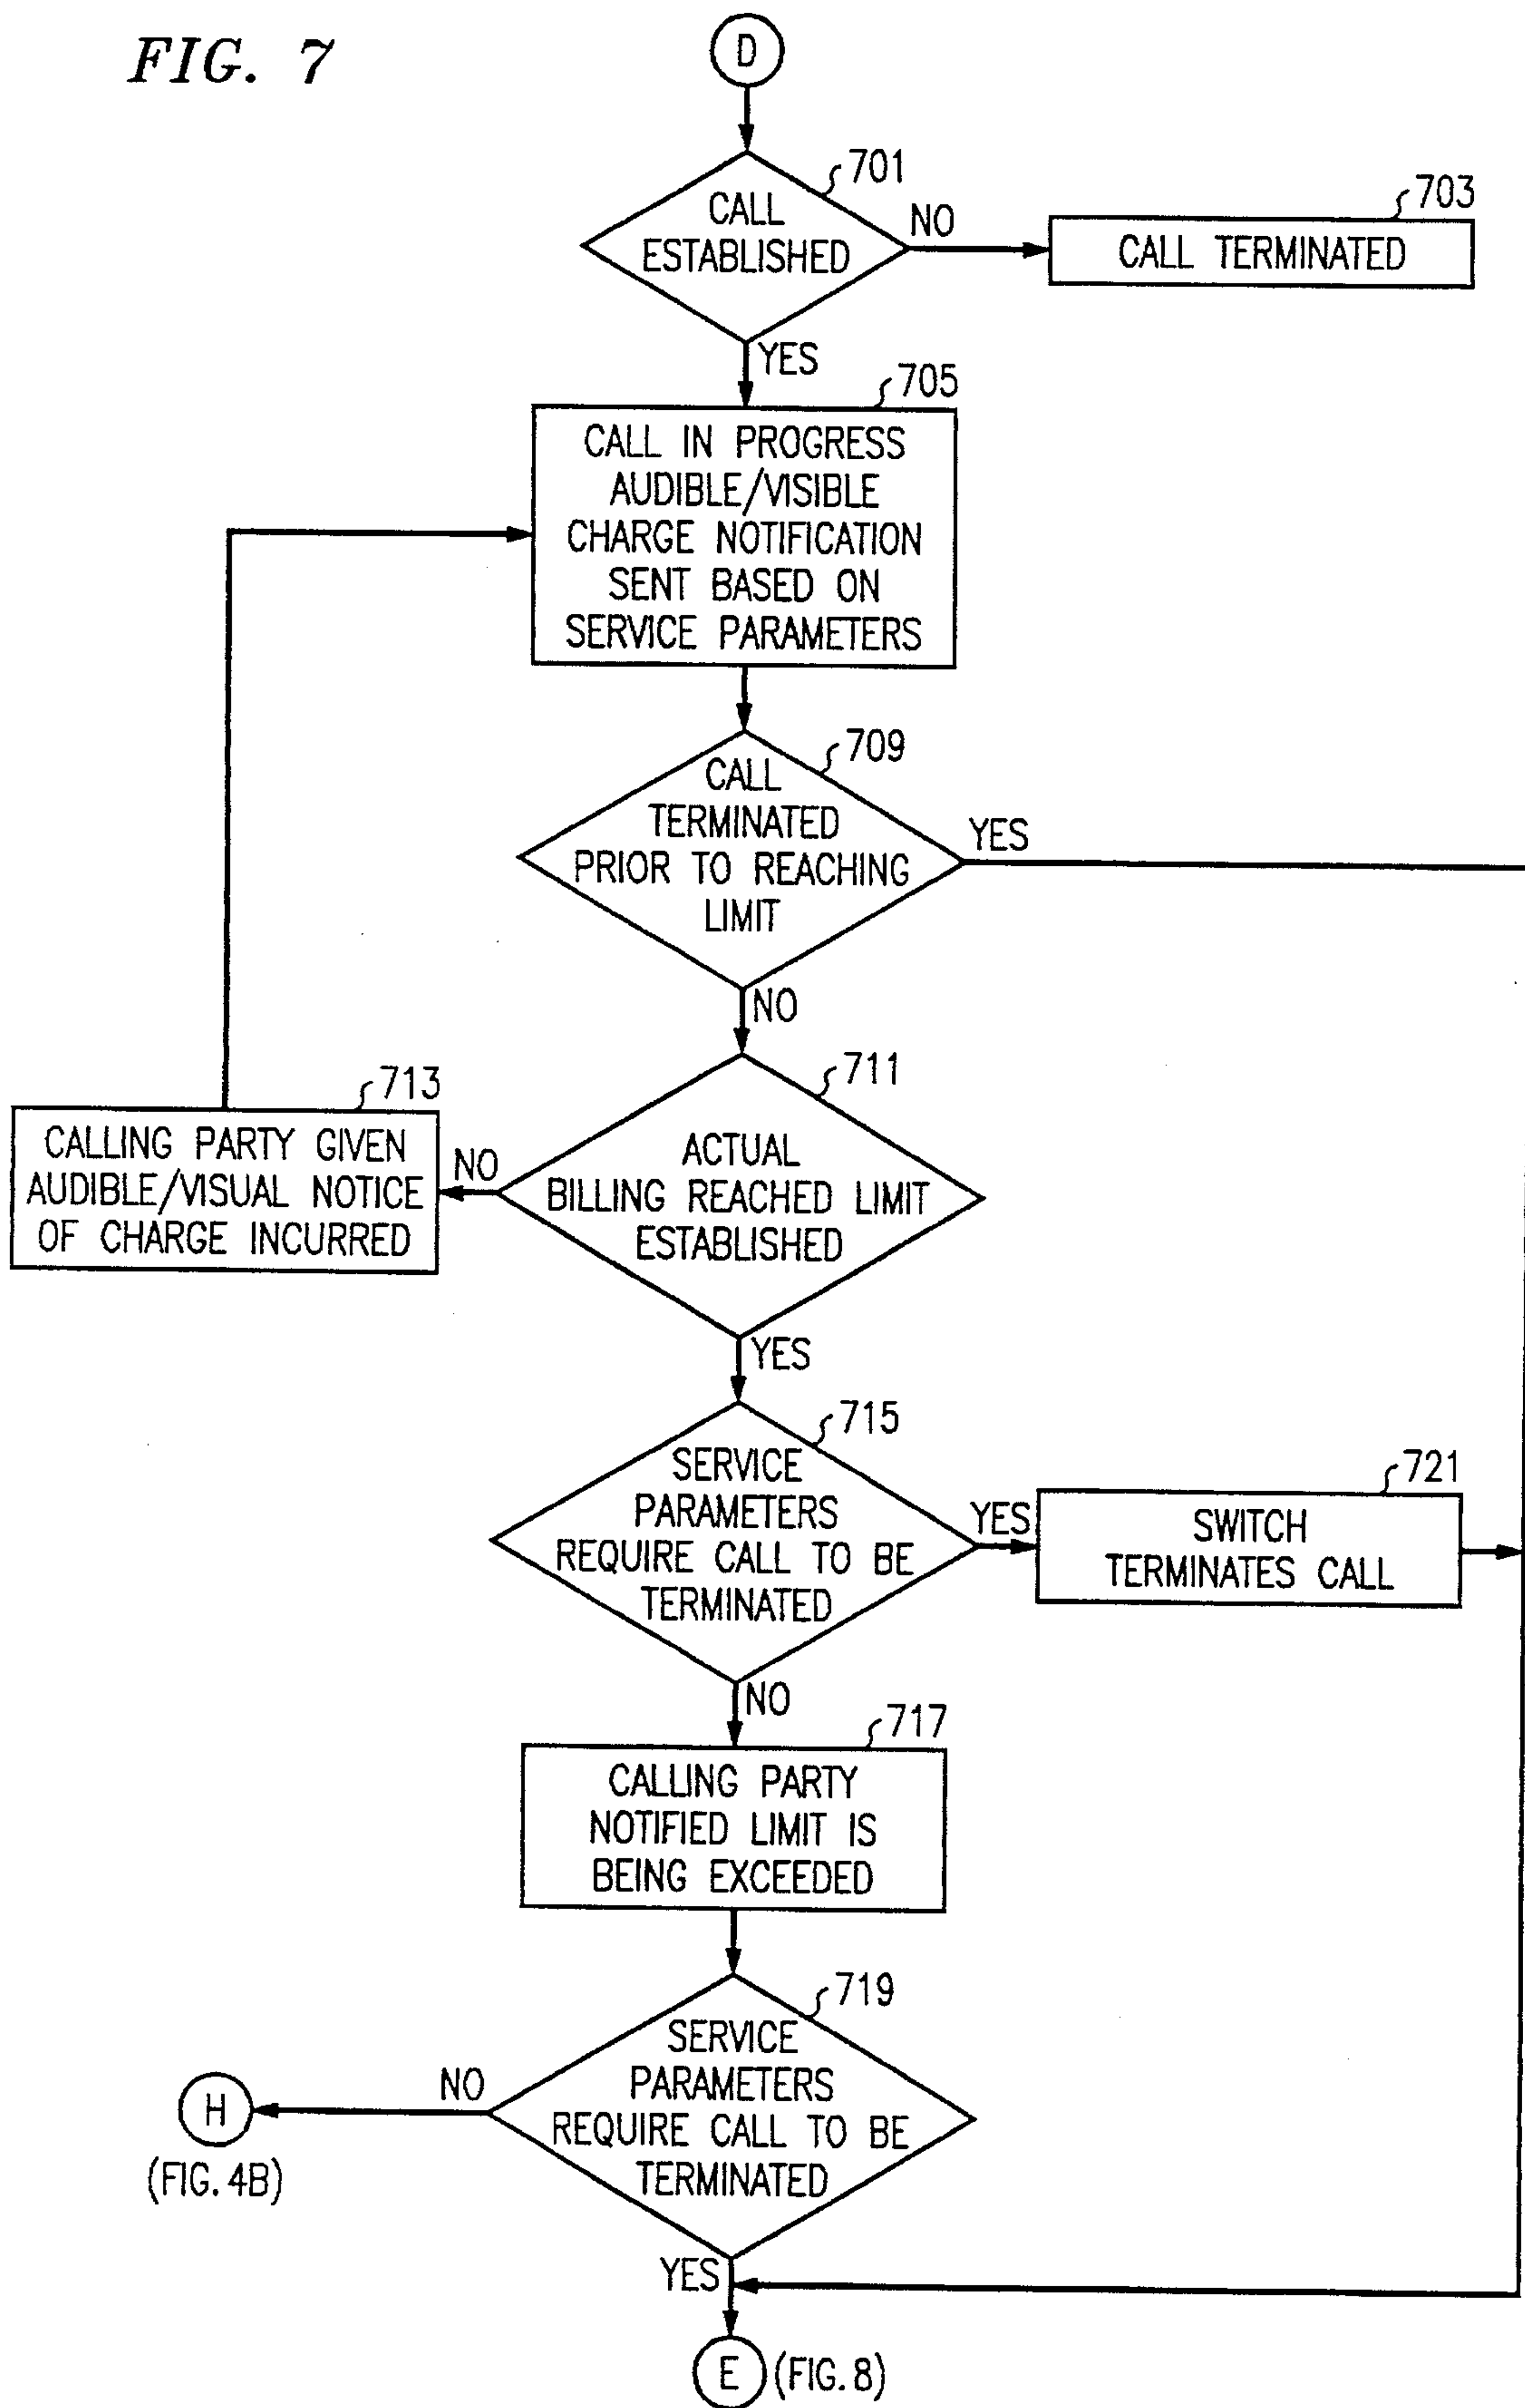 FIG. 7
D
701
CALL
ESTABLISHED
NO
703
CALL TERMINATED
YES
705
CALL IN PROGRESS
AUDIBLE/VISIBLE
CHARGE NOTIFICATION
SENT BASED ON
SERVICE PARAMETERS
709
CALL
TERMINATED
PRIOR TO REACHING
LIMIT
YES
NO
711
ACTUAL
BILLING REACHED LIMIT
ESTABLISHED
NO
713
CALLING PARTY GIVEN
AUDIBLE/VISUAL NOTICE
OF CHARGE INCURRED
YES
715
SERVICE
PARAMETERS
REQUIRE CALL TO BE
TERMINATED
YES
721
SWITCH
TERMINATES CALL
NO
717
CALLING PARTY
NOTIFIED LIMIT IS
BEING EXCEEDED
719
SERVICE
PARAMETERS
REQUIRE CALL TO BE
TERMINATED
NO
H
(FIG. 4B)
YES
E
(FIG. 8)